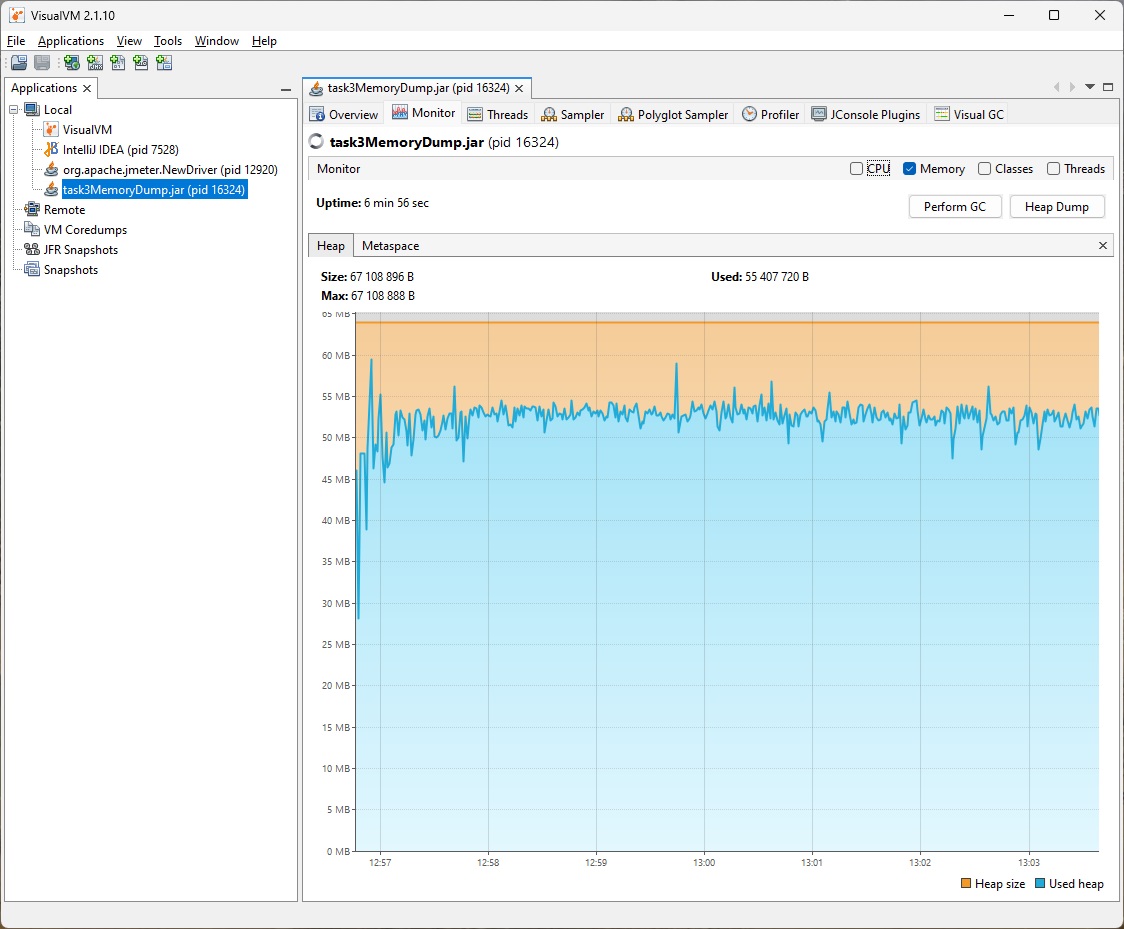 VisualVM 2.1.10
File Applications View Tools Window Help
Applications
Local
VisualVM
IntelliJ IDEA (pid 7528)
org.apache.jmeter.NewDriver (pid 12920)
task3MemoryDump.jar (pid 16324)
Remote
VM Coredumps
JFR Snapshots
Snapshots
task3MemoryDump.jar (pid 16324)
Overview Monitor Threads Sampler Polyglot Sampler Profiler JConsole Plugins Visual GC
task3MemoryDump.jar (pid 16324)
Monitor CPU Memory Classes Threads
Uptime: 6 min 56 sec
Perform GC Heap Dump
Heap Metaspace
Size: 67 108 896 B Used: 55 407 720 B
Max: 67 108 888 B
65 MB
60 MB
55 MB
50 MB
45 MB
40 MB
35 MB
30 MB
25 MB
20 MB
15 MB
10 MB
5 MB
0 MB
12:57 12:58 12:59 13:00 13:01 13:02 13:03
Heap size Used heap